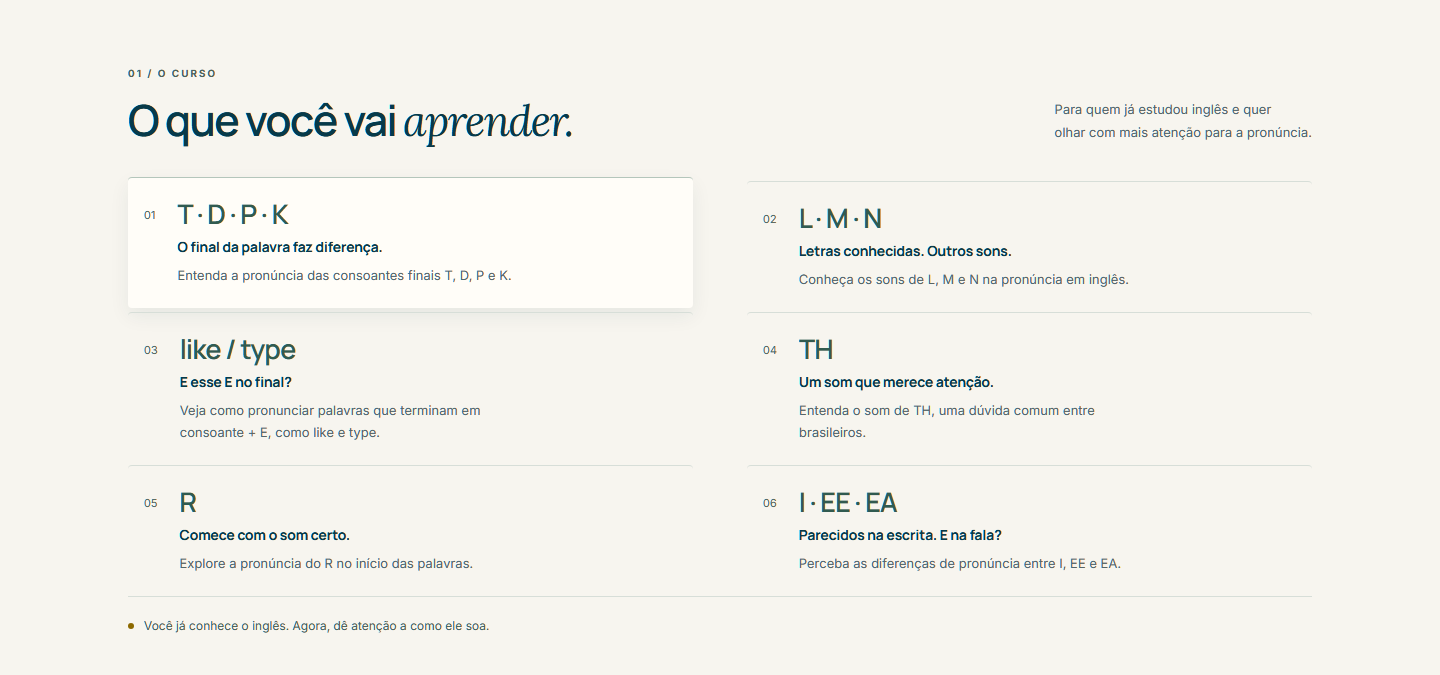 01 / O CURSO
O que você vai aprender.
Para quem já estudou inglês e quer
olhar com mais atenção para a pronúncia.
01
T · D · P · K
O final da palavra faz diferença.
Entenda a pronúncia das consoantes finais T, D, P e K.
02
L · M · N
Letras conhecidas. Outros sons.
Conheça os sons de L, M e N na pronúncia em inglês.
03
like / type
E esse E no final?
Veja como pronunciar palavras que terminam em
consoante + E, como like e type.
04
TH
Um som que merece atenção.
Entenda o som de TH, uma dúvida comum entre
brasileiros.
05
R
Comece com o som certo.
Explore a pronúncia do R no início das palavras.
06
I · EE · EA
Parecidos na escrita. E na fala?
Perceba as diferenças de pronúncia entre I, EE e EA.
Você já conhece o inglês. Agora, dê atenção a como ele soa.